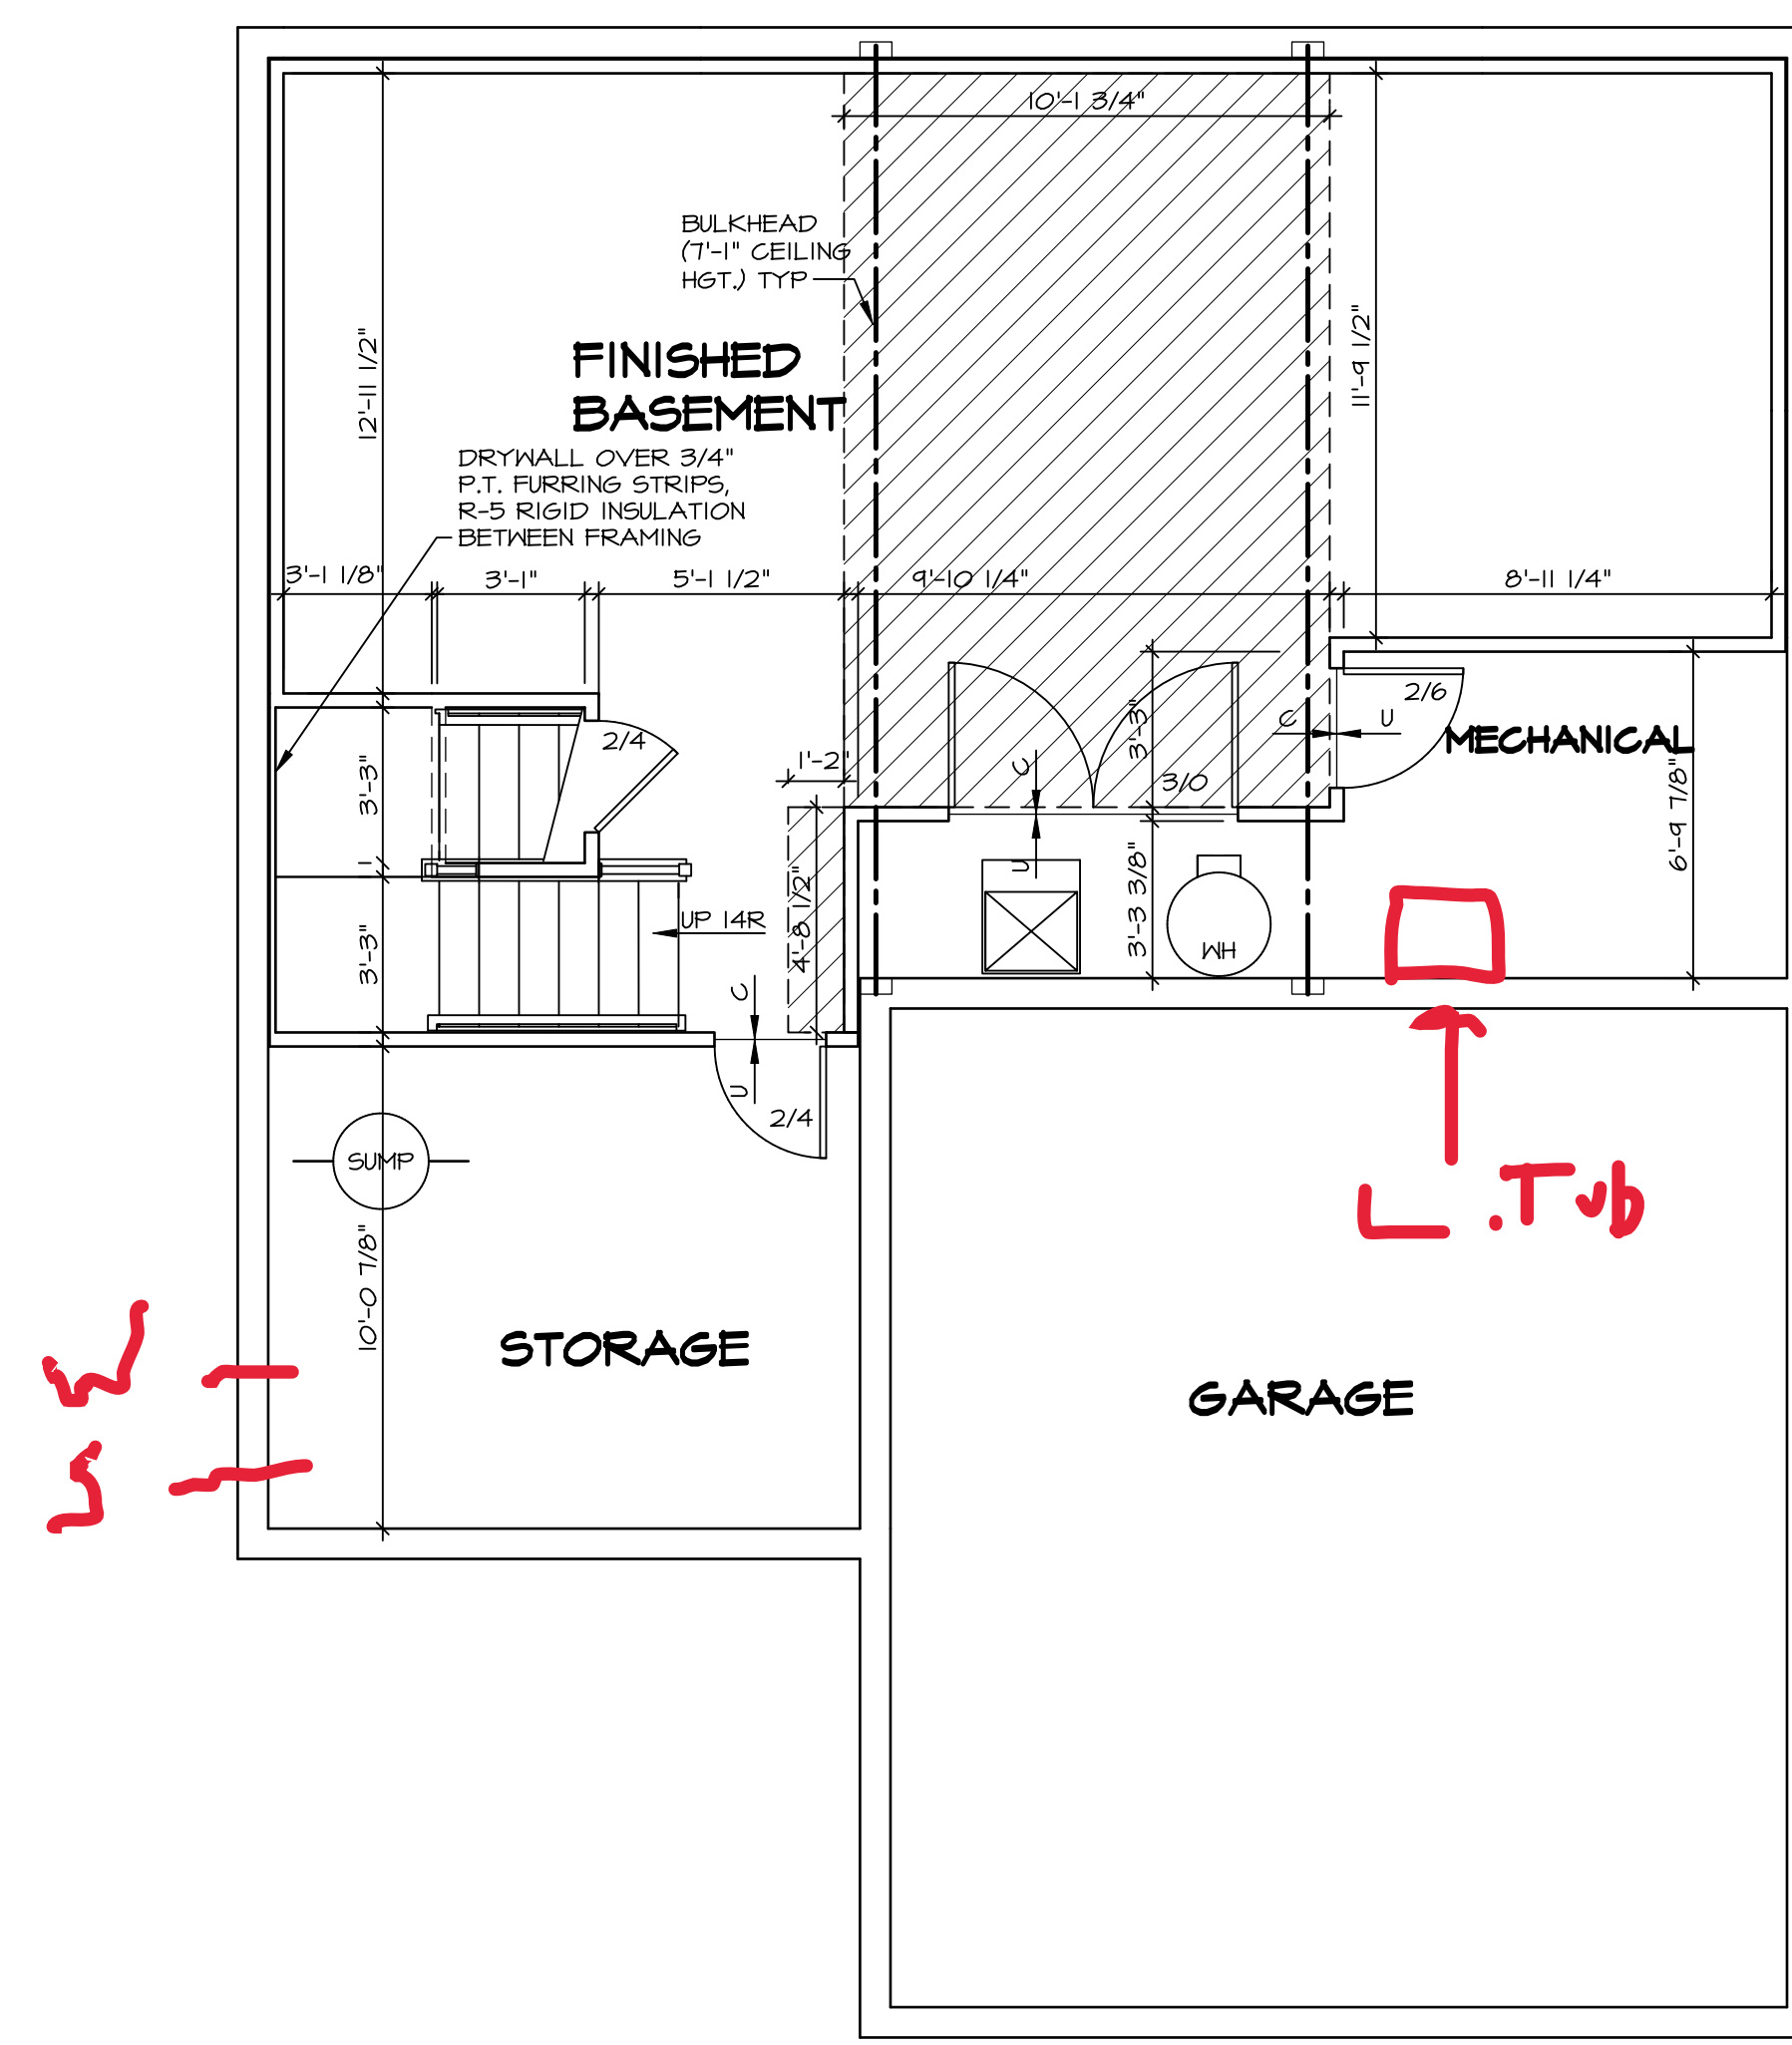 10'-1 3/4"
BULKHEAD
(7'-1" CEILING
HGT.) TYP
12'-11 1/2"
11'-9 1/2"
FINISHED
BASEMENT
DRYWALL OVER 3/4"
P.T. FURRING STRIPS,
R-5 RIGID INSULATION
BETWEEN FRAMING
3'-1 1/8"
3'-1"
5'-1 1/2"
9'-10 1/4"
8'-11 1/4"
2/4
3'-3"
1'-2"
C
U
3'-3"
3/0
C
U
2/6
MECHANICAL
6'-9 7/8"
UP 14R
3'-3"
4'-8 1/2"
3'-3 3/8"
WH
C
U
2/4
SUMP
10'-0 7/8"
L.Tub
STORAGE
GARAGE
W
S